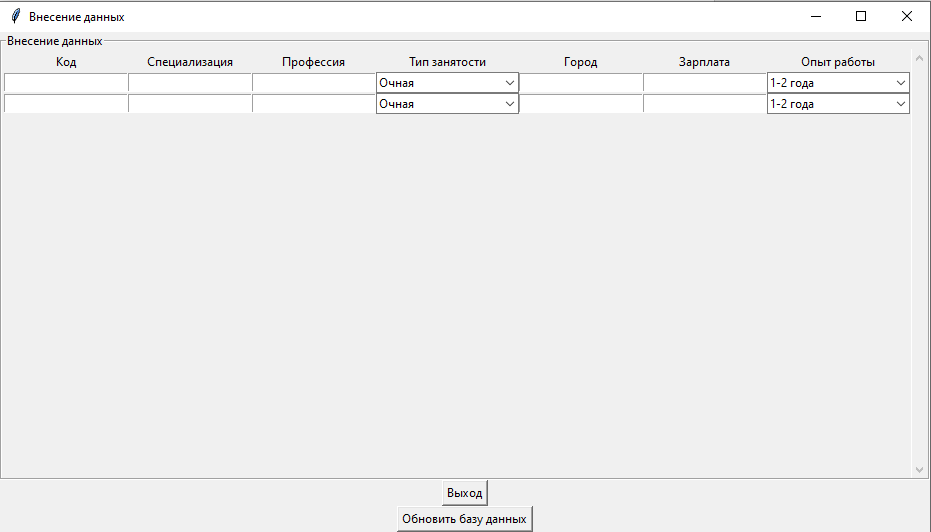 Внесение данных
Внесение данных
Код Специализация Профессия Тип занятости Город Зарплата Опыт работы
Очная 1-2 года
Очная 1-2 года
Выход
Обновить базу данных